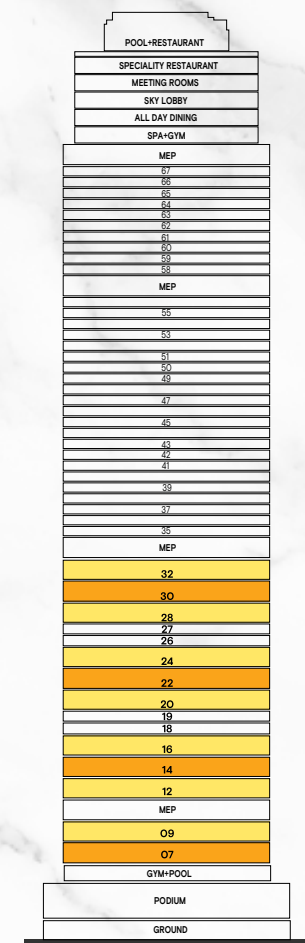 POOL+RESTAURANT
SPECIALITY RESTAURANT
MEETING ROOMS
SKY LOBBY
ALL DAY DINING
SPA+GYM
MEP
67
66
65
64
63
62
61
60
59
58
MEP
55
53
51
50
49
47
45
43
42
41
39
37
35
MEP
32
30
28
27
26
24
22
20
19
18
16
14
12
MEP
09
07
GYM+POOL
PODIUM
GROUND